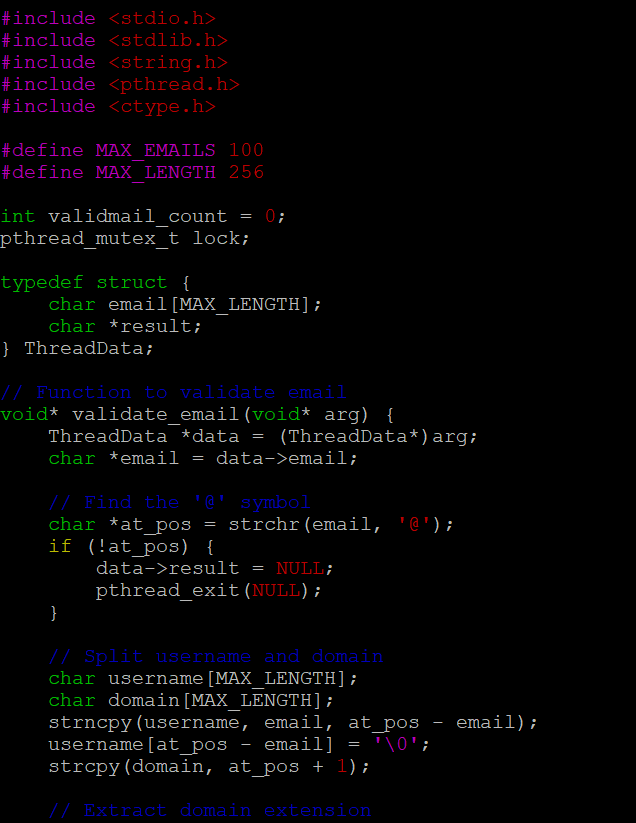 #include <stdio.h>
#include <stdlib.h>
#include <string.h>
#include <pthread.h>
#include <ctype.h>

#define MAX_EMAILS 100
#define MAX_LENGTH 256

int validmail_count = 0;
pthread_mutex_t lock;

typedef struct {
    char email[MAX_LENGTH];
    char *result;
} ThreadData;

// Function to validate email
void* validate_email(void* arg) {
    ThreadData *data = (ThreadData*)arg;
    char *email = data->email;

    // Find the '@' symbol
    char *at_pos = strchr(email, '@');
    if (!at_pos) {
        data->result = NULL;
        pthread_exit(NULL);
    }

    // Split username and domain
    char username[MAX_LENGTH];
    char domain[MAX_LENGTH];
    strncpy(username, email, at_pos - email);
    username[at_pos - email] = '\0';
    strcpy(domain, at_pos + 1);

    // Extract domain extension